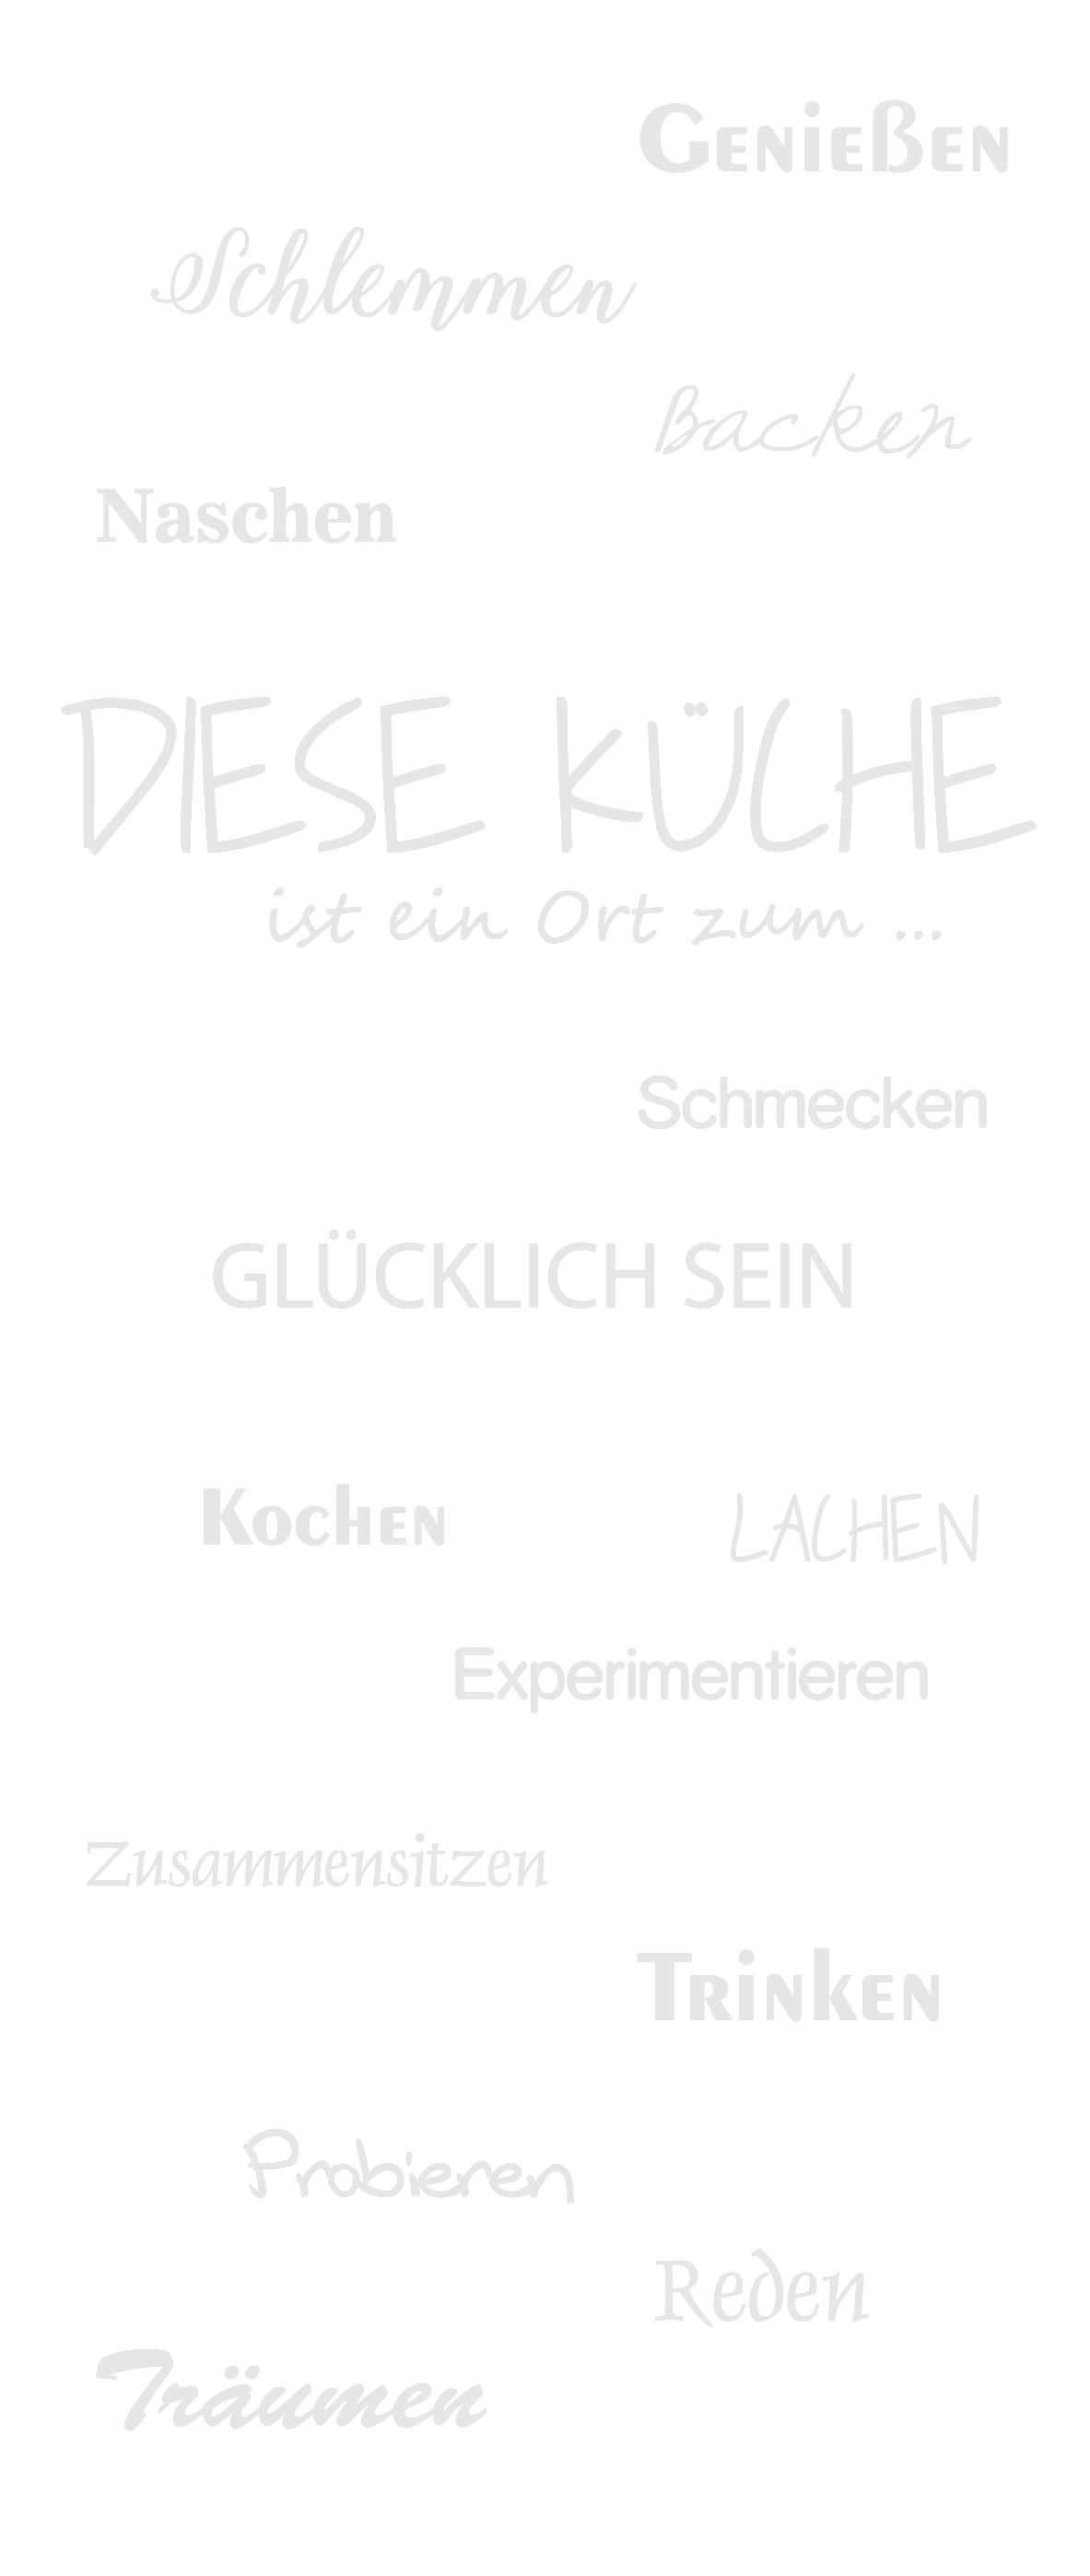 Genießen
Schlemmen
Backen
Naschen
DIESE KÜCHE
ist ein Ort zum ...
Schmecken
GLÜCKLICH SEIN
Kochen
LACHEN
Experimentieren
Zusammensitzen
Trinken
Probieren
Reden
Träumen